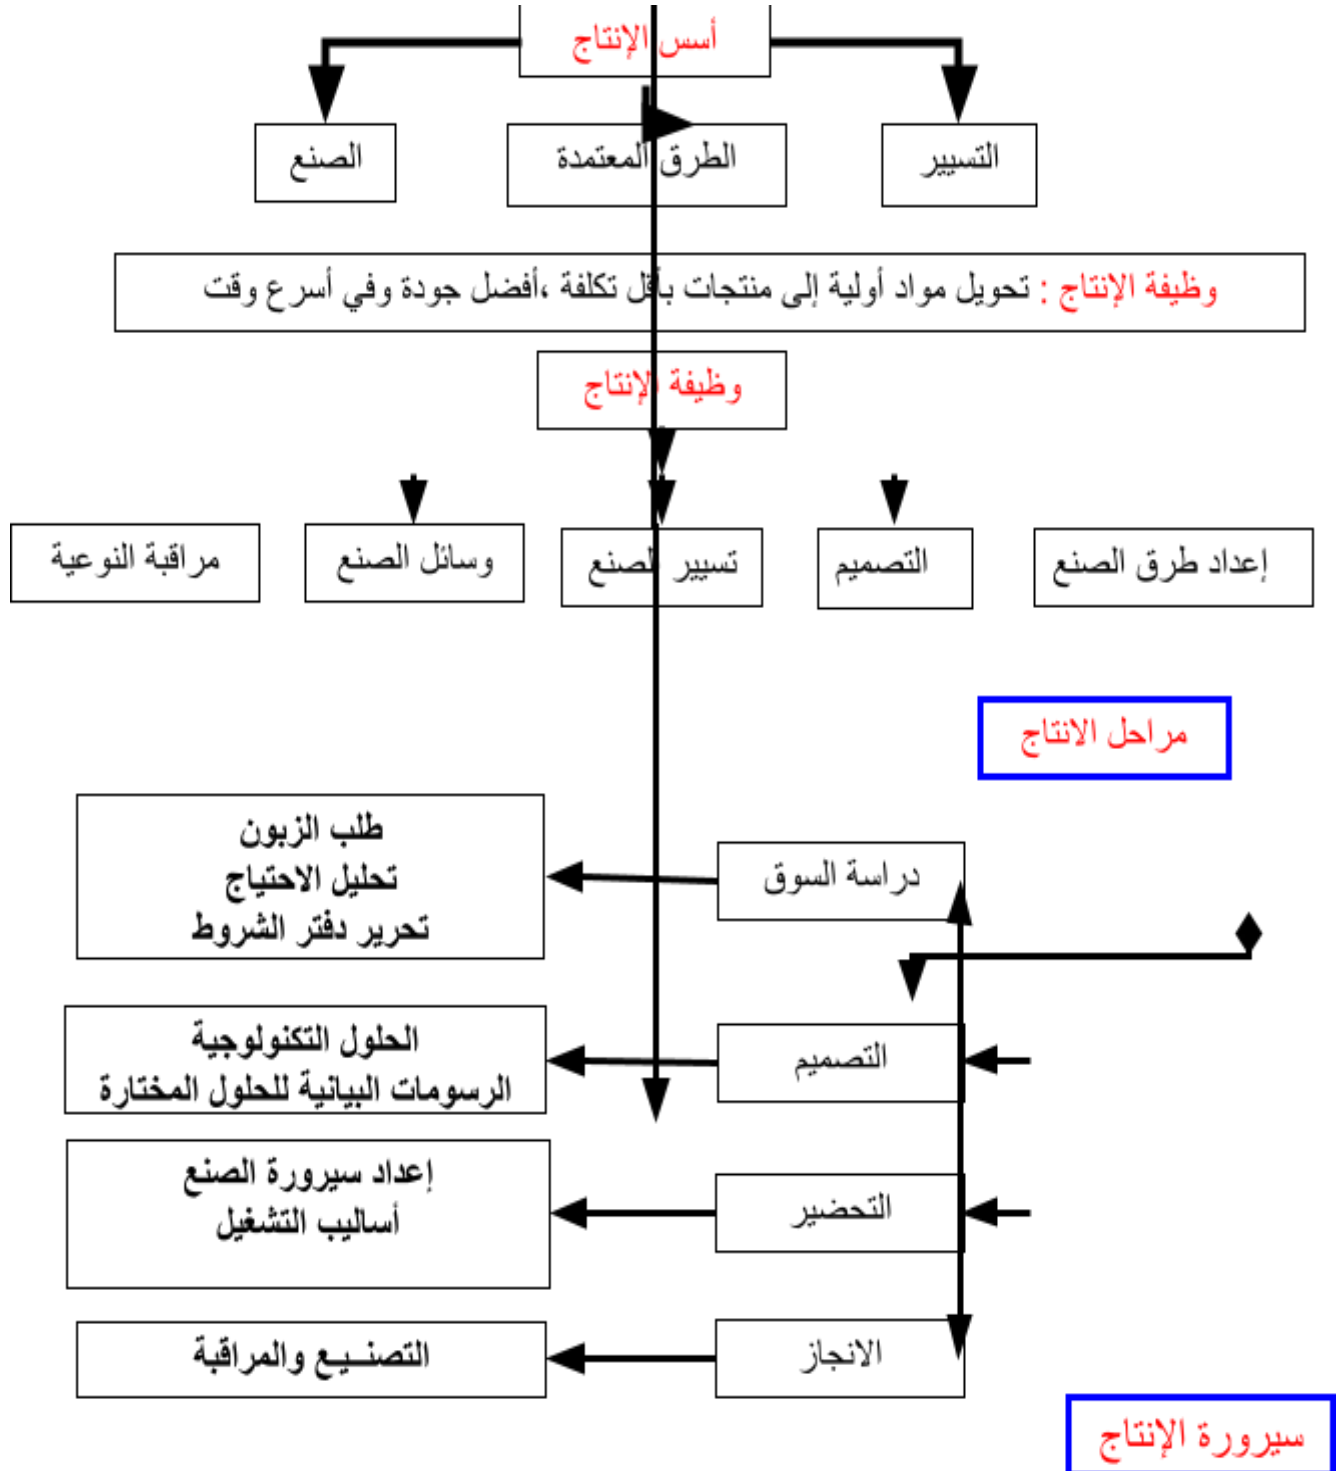 أسس الإنتاج
التسيير
الطرق المعتمدة
الصنع
وظيفة الإنتاج : تحويل مواد أولية إلى منتجات بأقل تكلفة ،أفضل جودة وفي أسرع وقت
وظيفة الإنتاج
إعداد طرق الصنع
التصميم
تسيير الصنع
وسائل الصنع
مراقبة النوعية
مراحل الانتاج
دراسة السوق
طلب الزبون
تحليل الاحتياج
تحرير دفتر الشروط
التصميم
الحلول التكنولوجية
الرسومات البيانية للحلول المختارة
التحضير
إعداد سيرورة الصنع
أساليب التشغيل
الانجاز
التصنــيـع والمراقبة
سيرورة الإنتاج